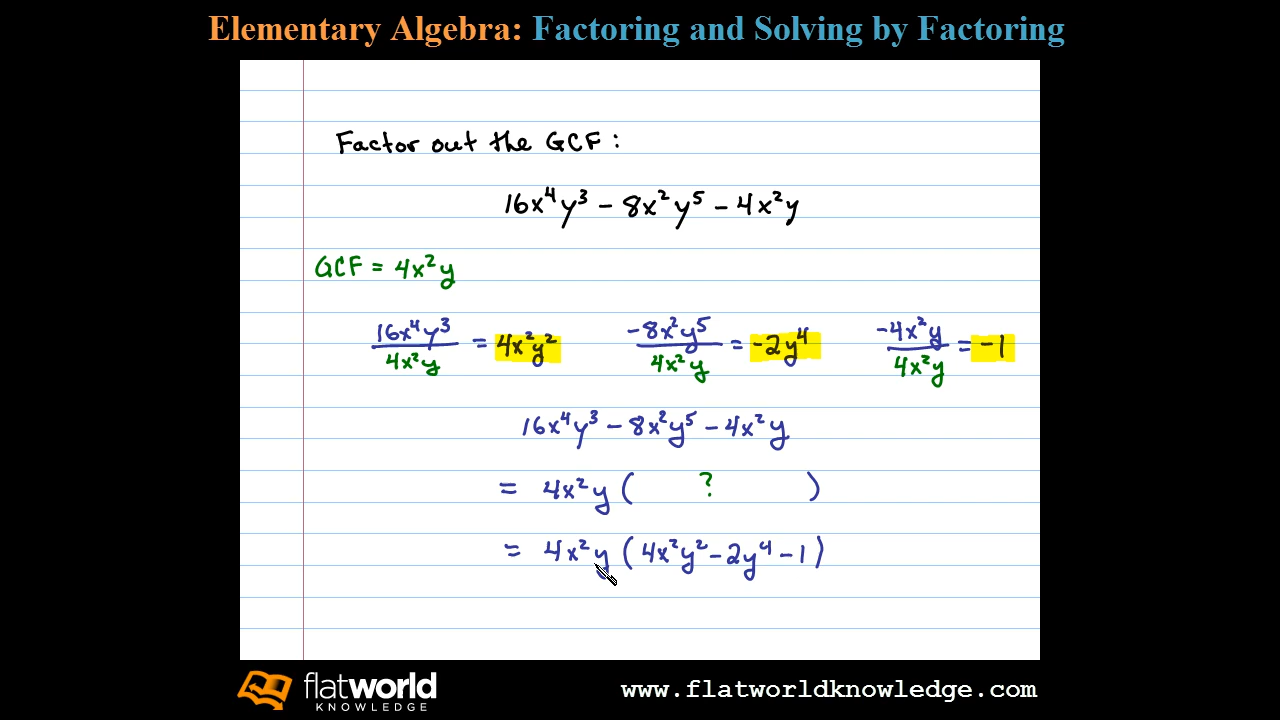 Elementary Algebra: Factoring and Solving by Factoring
Factor out the GCF:
16x⁴y³ − 8x²y⁵ − 4x²y
GCF = 4x²y
16x⁴y³/4x²y = 4x²y² −8x²y⁵/4x²y = −2y⁴ −4x²y/4x²y = −1
16x⁴y³ − 8x²y⁵ − 4x²y
= 4x²y ( ? )
= 4x²y (4x²y² − 2y⁴ − 1)
flatworld
KNOWLEDGE
www.flatworldknowledge.com